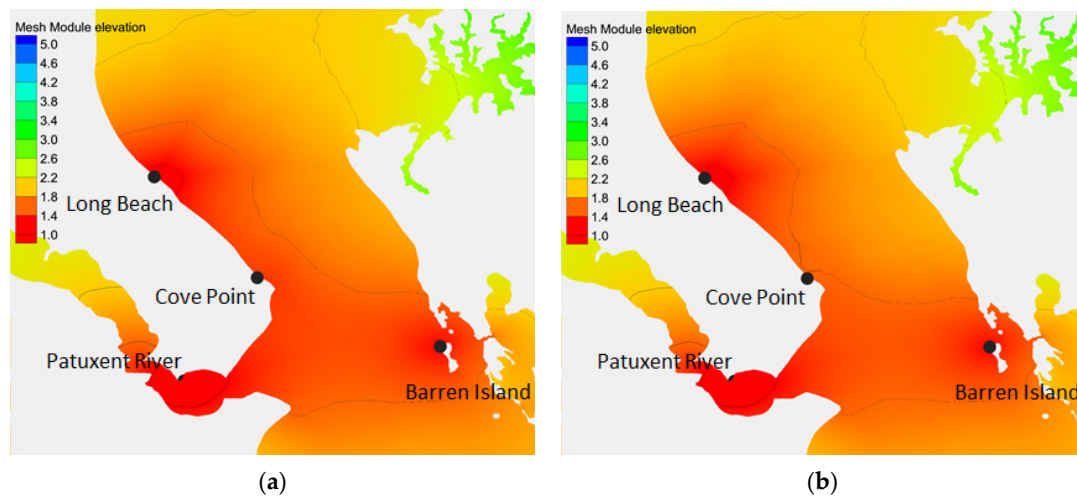 Mesh Module elevation
5.0
4.6
4.2
3.8
3.4
3.0
2.6
2.2
1.8
1.4
1.0
Long Beach
Cove Point
Patuxent River
Barren Island
(a)
Mesh Module elevation
5.0
4.6
4.2
3.8
3.4
3.0
2.6
2.2
1.8
1.4
1.0
Long Beach
Cove Point
Patuxent River
Barren Island
(b)